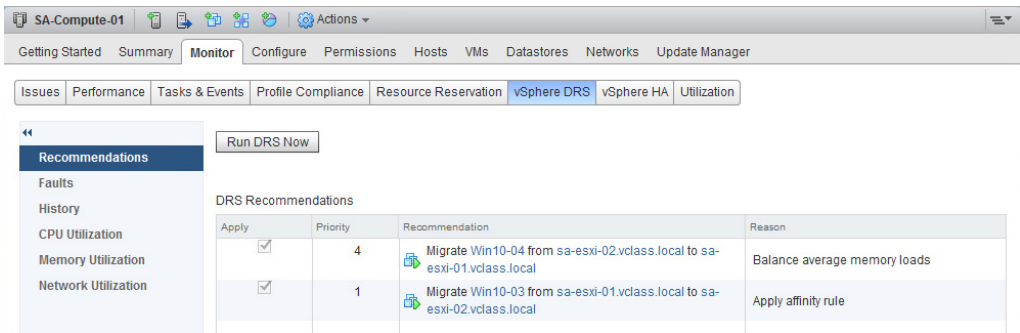 SA-Compute-01 Actions
Getting Started Summary Monitor Configure Permissions Hosts VMs Datastores Networks Update Manager
Issues Performance Tasks & Events Profile Compliance Resource Reservation vSphere DRS vSphere HA Utilization
Recommendations
Faults
History
CPU Utilization
Memory Utilization
Network Utilization
Run DRS Now
DRS Recommendations
Apply Priority Recommendation Reason
4 Migrate Win10-04 from sa-esxi-02.vclass.local to sa-
esxi-01.vclass.local Balance average memory loads
1 Migrate Win10-03 from sa-esxi-01.vclass.local to sa-
esxi-02.vclass.local Apply affinity rule